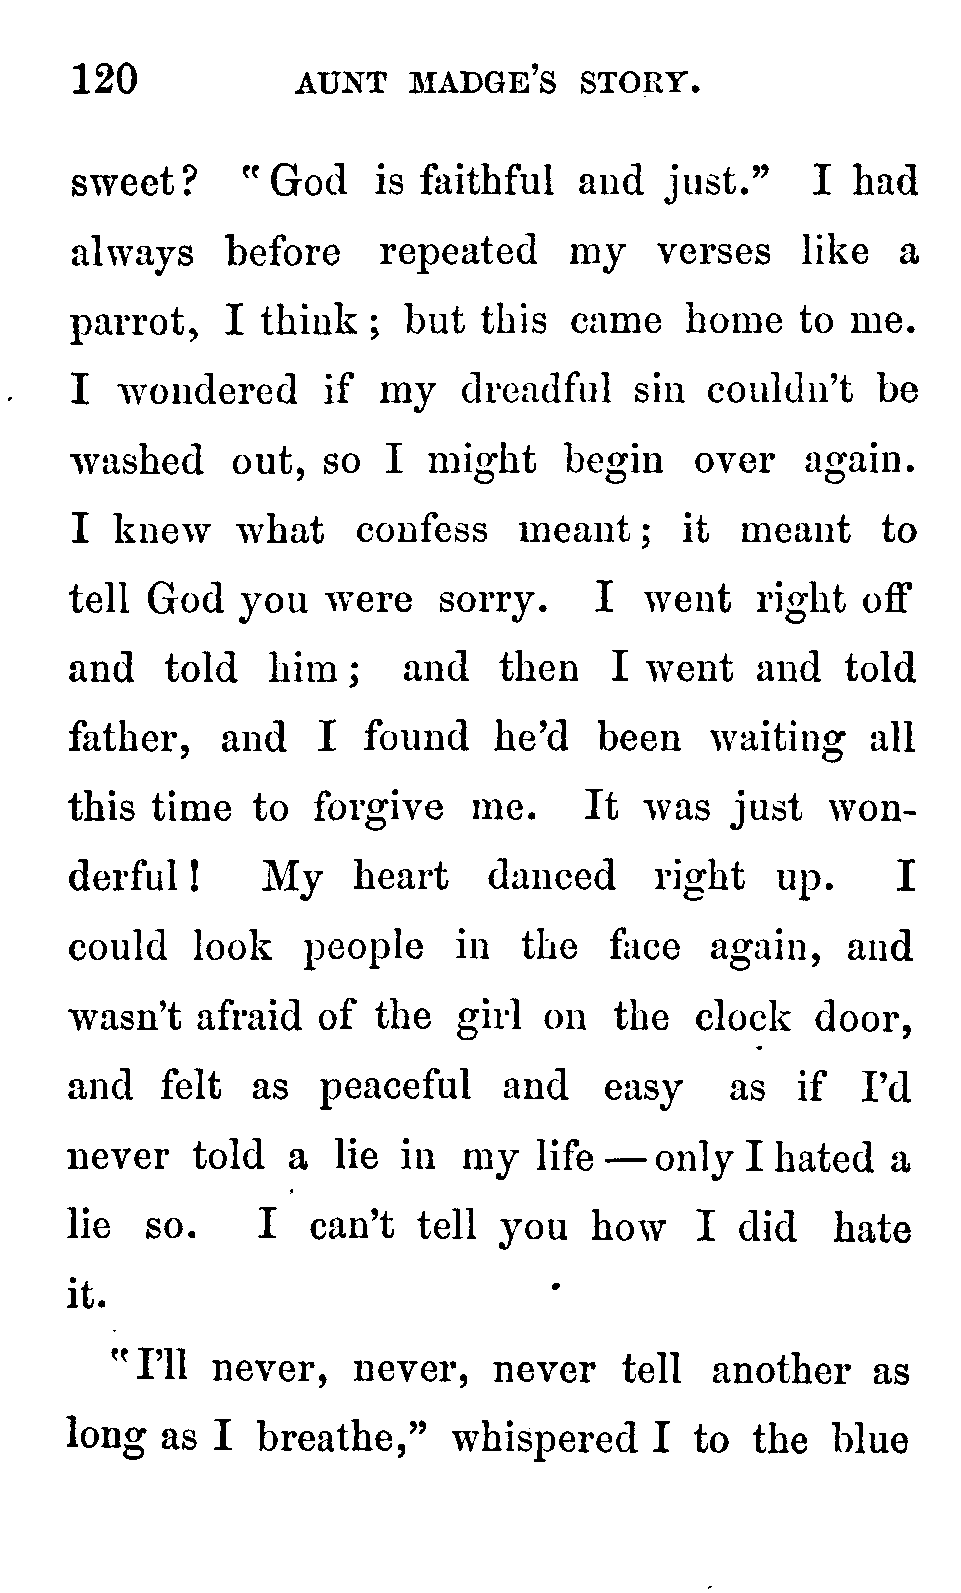 120 AUNT MADGE'S STORY.
sweet? "God is faithful and just." I had
always before repeated my verses like a
parrot, I think; but this came home to me.
I wondered if my dreadful sin couldn't be
washed out, so I might begin over again.
I knew what confess meant; it meant to
tell God you were sorry. I went right off
and told him; and then I went and told
father, and I found he'd been waiting all
this time to forgive me. It was just won-
derful! My heart danced right up. I
could look people in the face again, and
wasn't afraid of the girl on the clock door,
and felt as peaceful and easy as if I'd
never told a lie in my life — only I hated a
lie so. I can't tell you how I did hate
it.
"I'll never, never, never tell another as
long as I breathe," whispered I to the blue